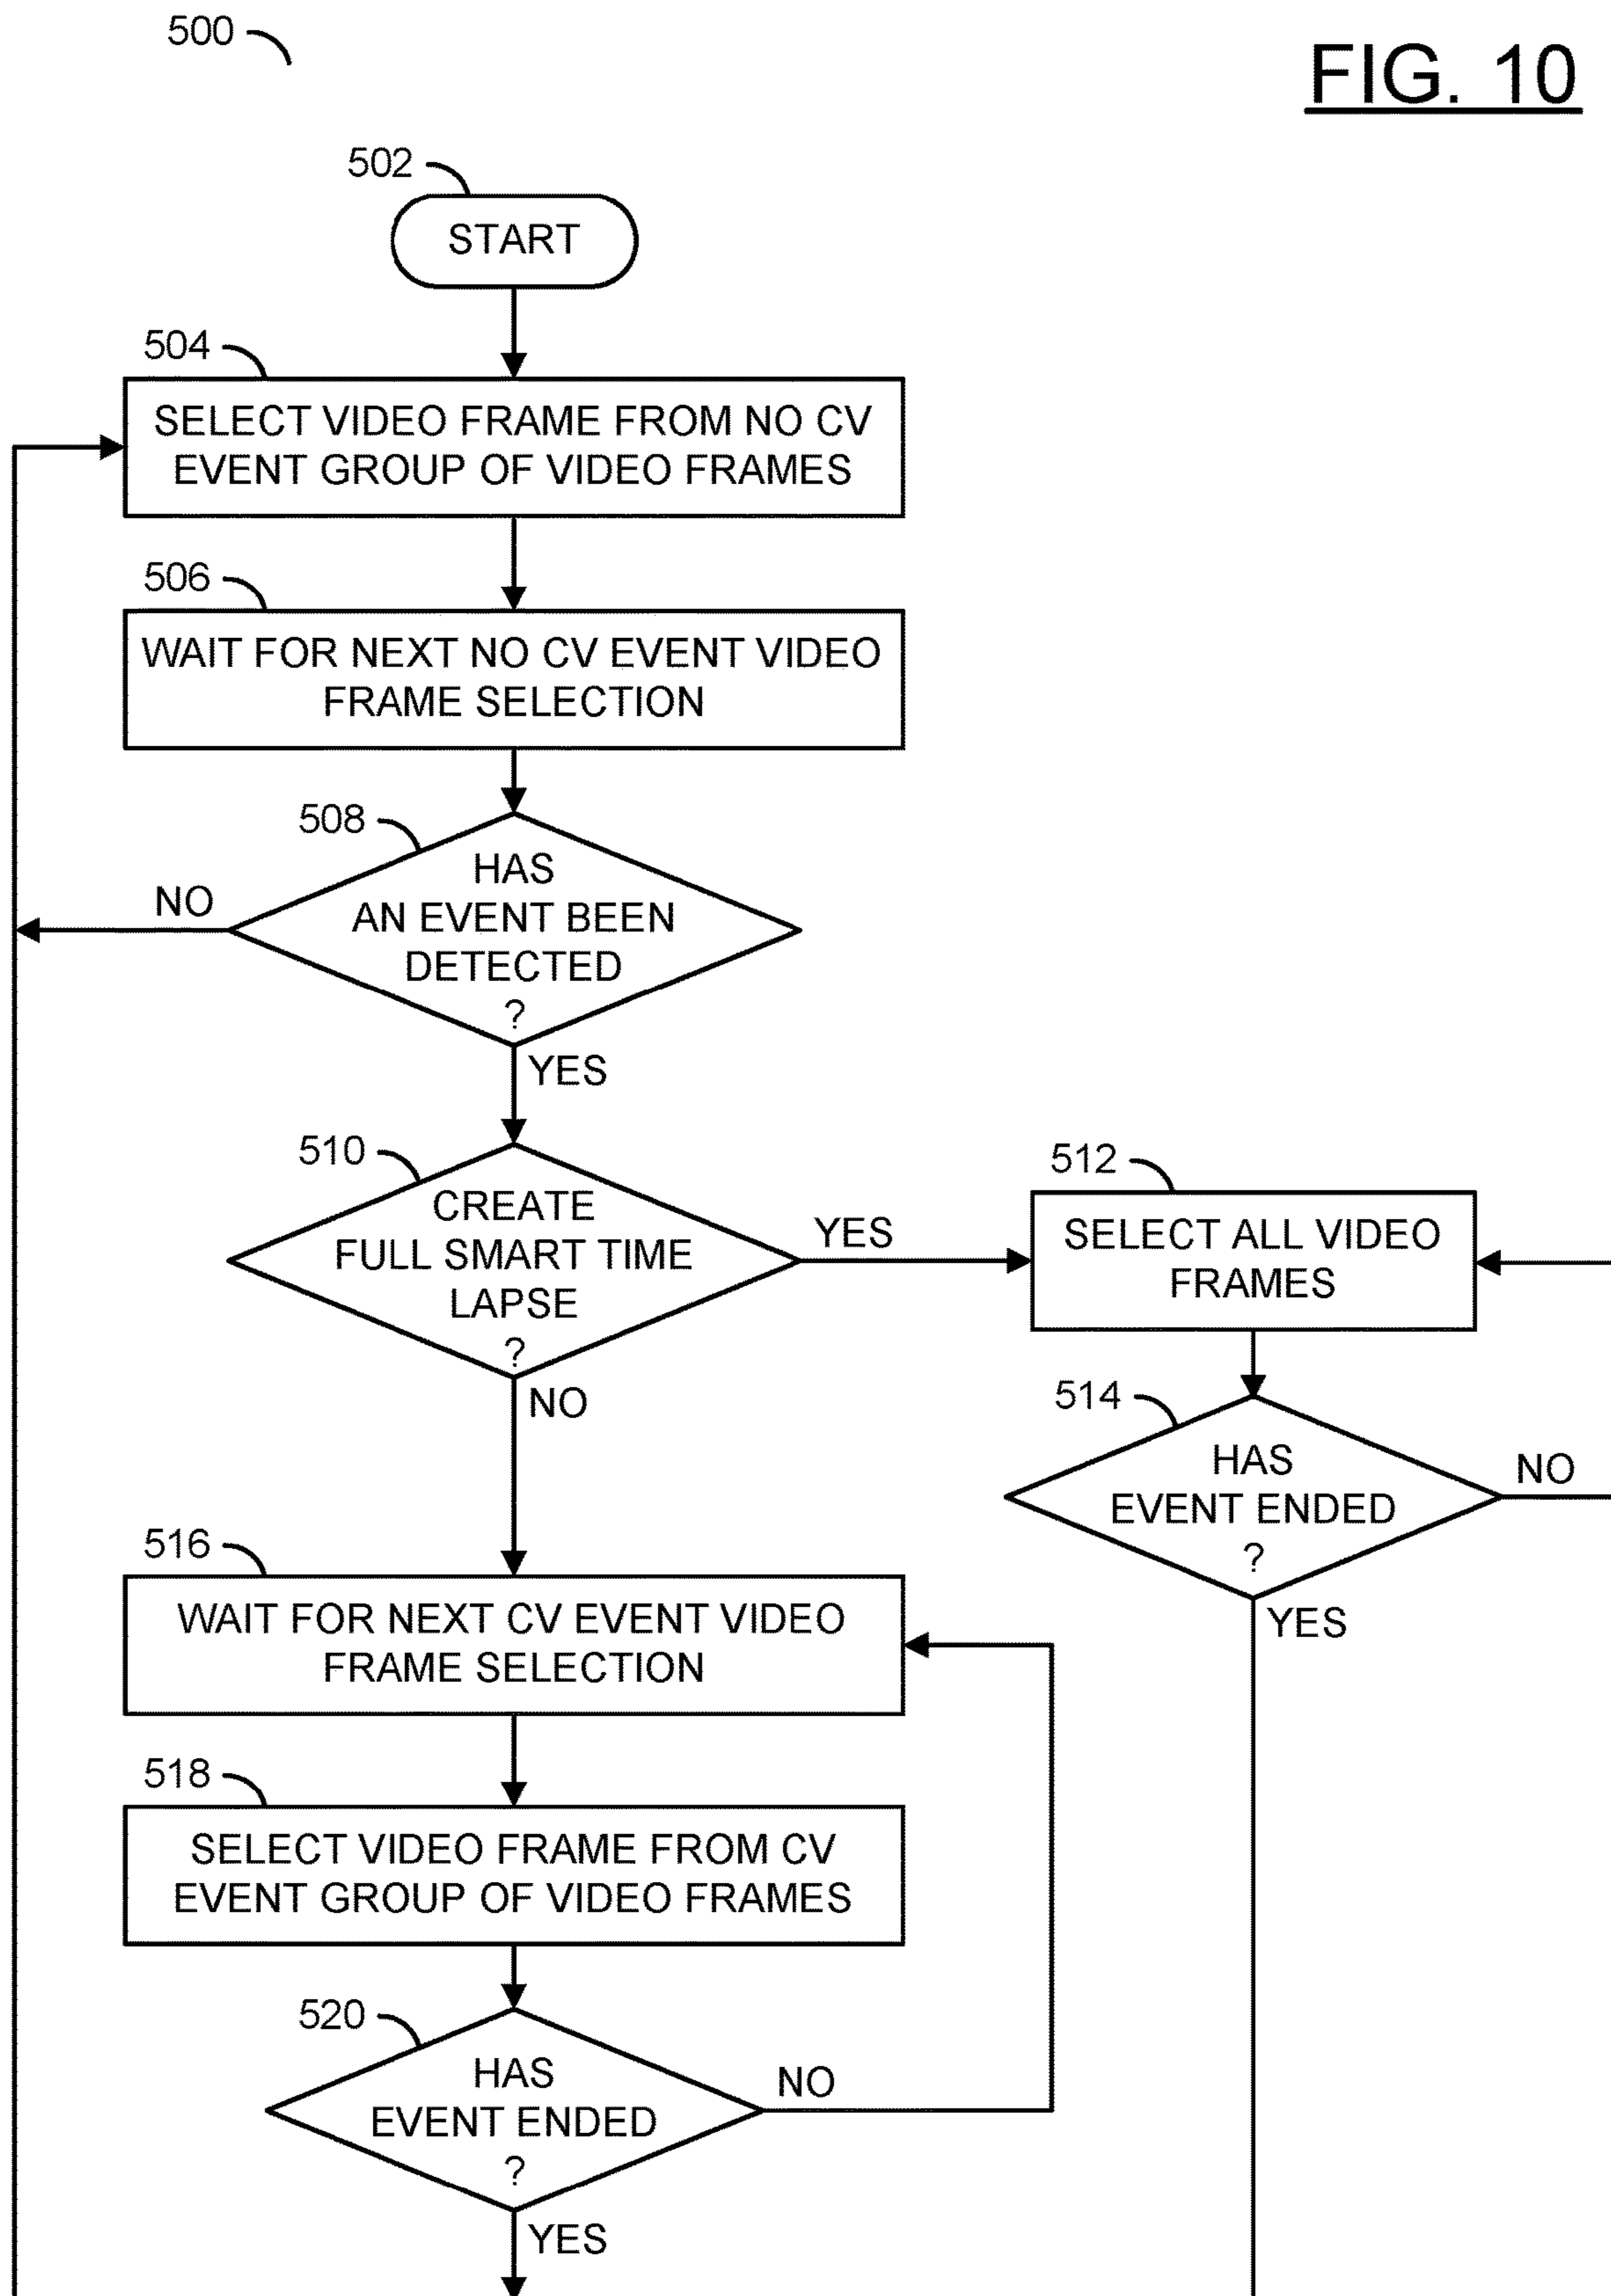 500
FIG. 10
502
START
504
SELECT VIDEO FRAME FROM NO CV
EVENT GROUP OF VIDEO FRAMES
506
WAIT FOR NEXT NO CV EVENT VIDEO
FRAME SELECTION
508
HAS
AN EVENT BEEN
DETECTED
?
NO
YES
510
CREATE
FULL SMART TIME
LAPSE
?
YES
NO
512
SELECT ALL VIDEO
FRAMES
514
HAS
EVENT ENDED
?
NO
YES
516
WAIT FOR NEXT CV EVENT VIDEO
FRAME SELECTION
518
SELECT VIDEO FRAME FROM CV
EVENT GROUP OF VIDEO FRAMES
520
HAS
EVENT ENDED
?
NO
YES